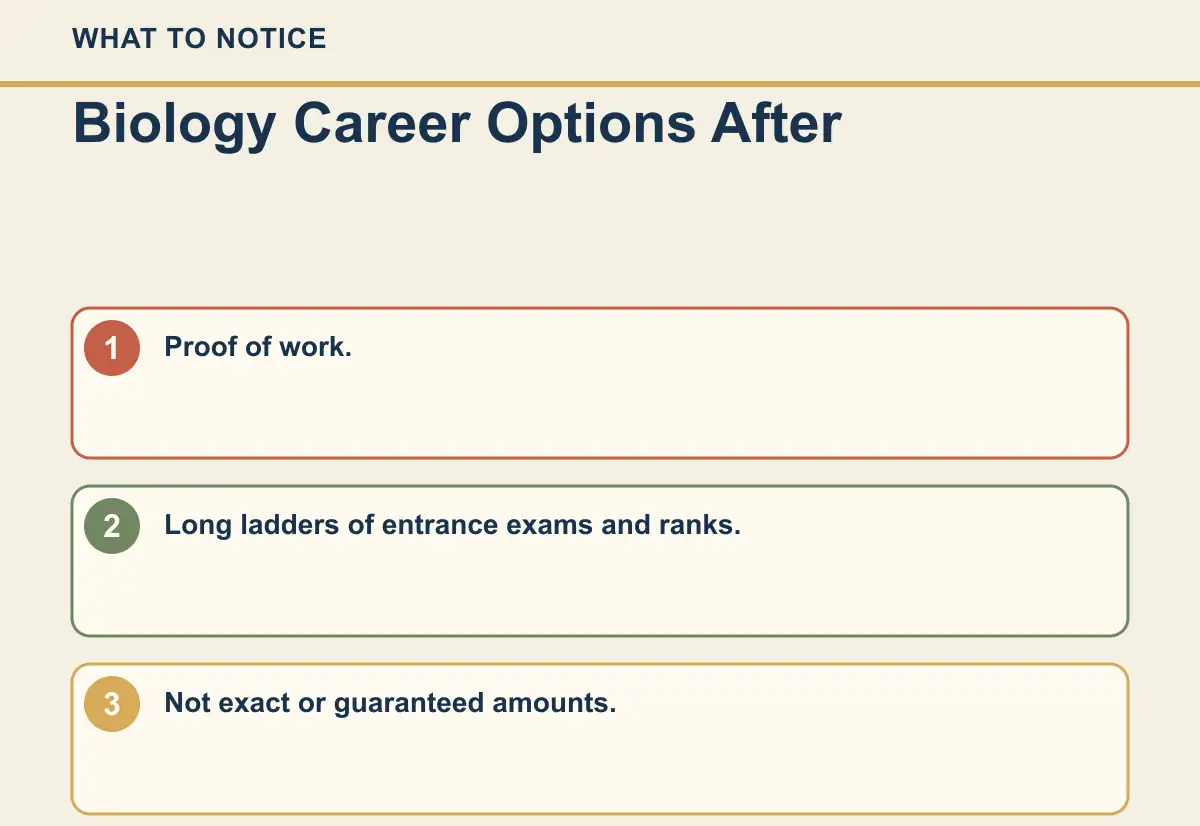 WHAT TO NOTICE
Biology Career Options After
1 Proof of work.
2 Long ladders of entrance exams and ranks.
3 Not exact or guaranteed amounts.